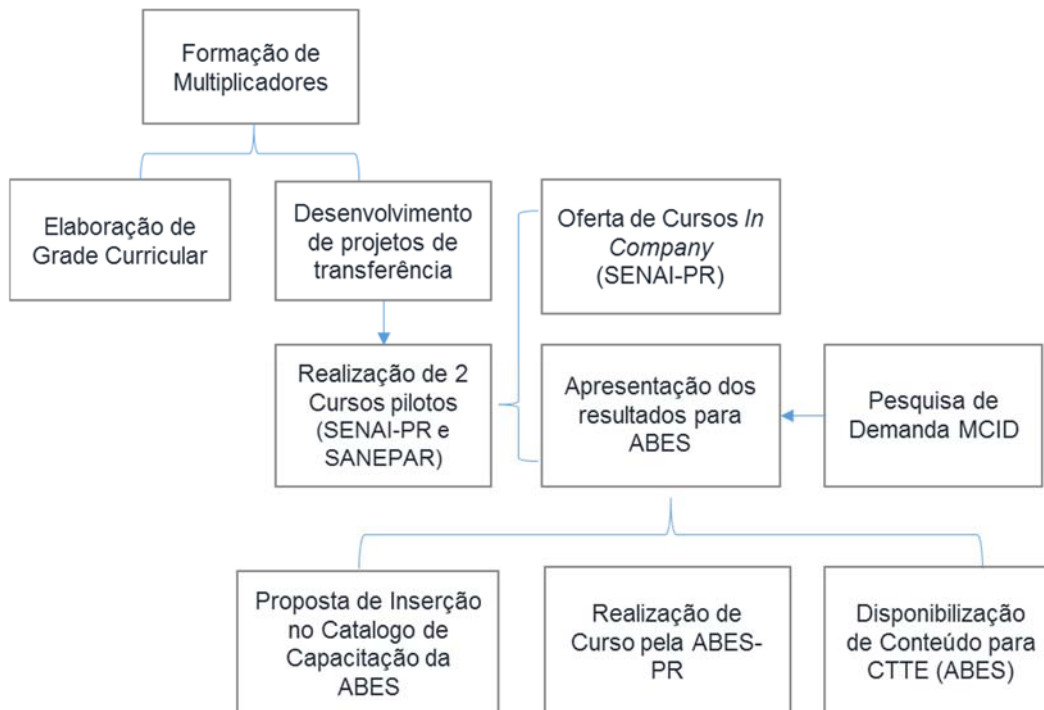 Formação de
Multiplicadores
Elaboração de
Grade Curricular
Desenvolvimento
de projetos de
transferência
Oferta de Cursos In
Company
(SENAI-PR)
Realização de 2
Cursos pilotos
(SENAI-PR e
SANEPAR)
Apresentação dos
resultados para
ABES
Pesquisa de
Demanda MCID
Proposta de Inserção
no Catalogo de
Capacitação da
ABES
Realização de
Curso pela ABES-
PR
Disponibilização
de Conteúdo para
CTTE (ABES)